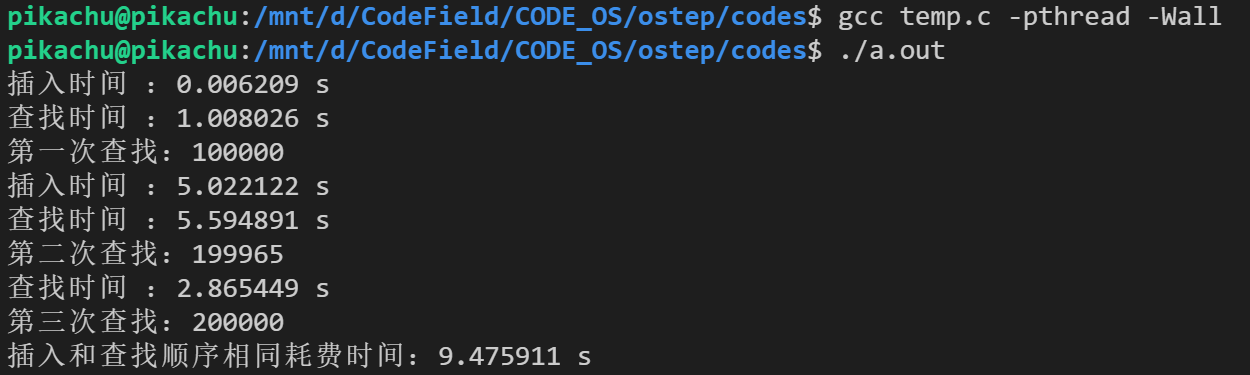 pikachu@pikachu:/mnt/d/CodeField/CODE_OS/ostep/codes$ gcc temp.c -pthread -Wall
pikachu@pikachu:/mnt/d/CodeField/CODE_OS/ostep/codes$ ./a.out
插入时间 : 0.006209 s
查找时间 : 1.008026 s
第一次查找: 100000
插入时间 : 5.022122 s
查找时间 : 5.594891 s
第二次查找: 199965
查找时间 : 2.865449 s
第三次查找: 200000
插入和查找顺序相同耗费时间: 9.475911 s